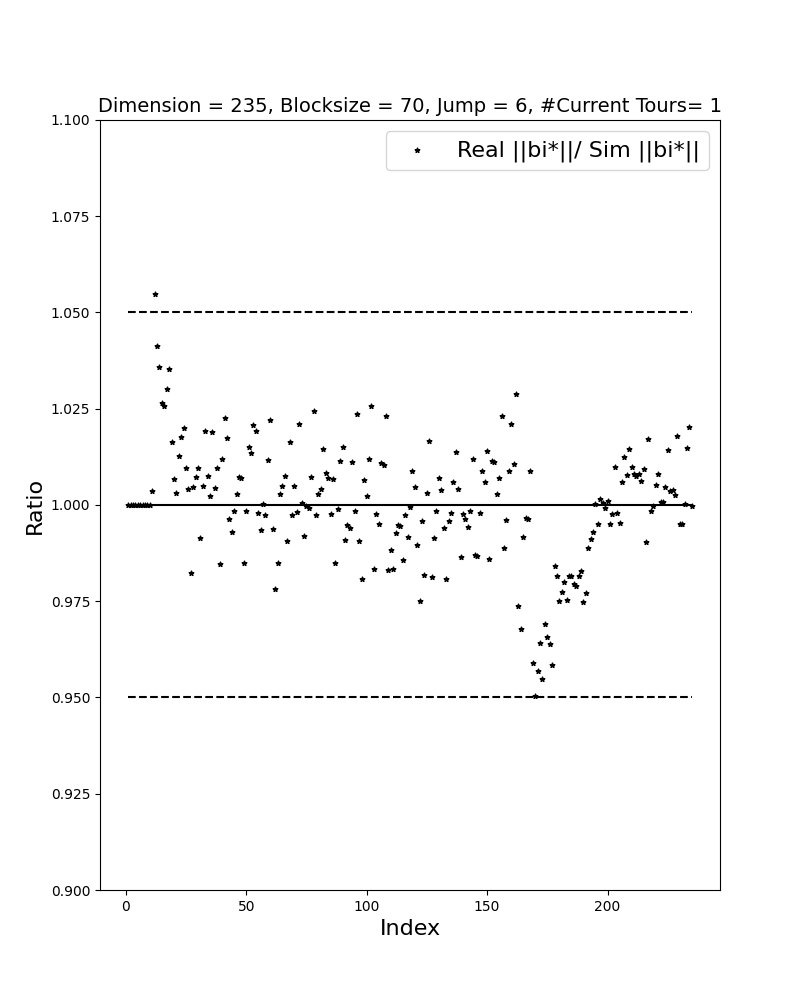 Dimension = 235, Blocksize = 70, Jump = 6, #Current Tours= 1
Real ||bi*||/ Sim ||bi*||
1.100
1.075
1.050
1.025
1.000
0.975
0.950
0.925
0.900
Ratio
0 50 100 150 200
Index